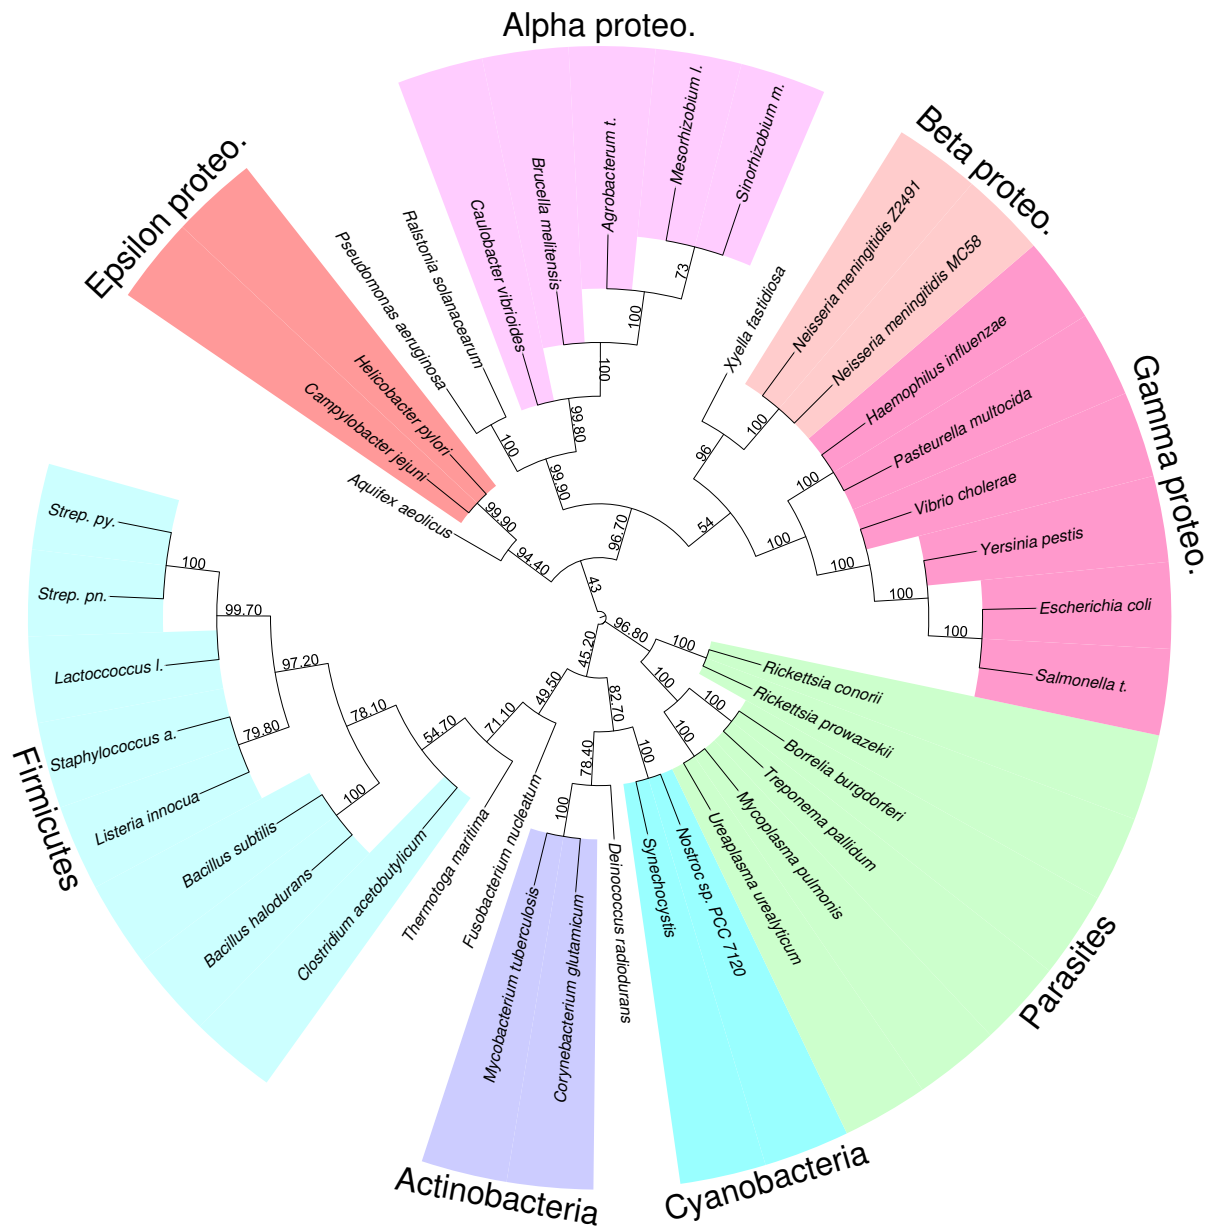 Alpha proteo.
Mesorhizobium l.
Sinorhizobium m.
Agrobacterum t.
Brucella melitensis
Caulobacter vibrioides
Beta proteo.
Neisseria meningitidis Z2491
Neisseria meningitidis MC58
Xyella fastidiosa
Epsilon proteo.
Ralstonia solanacearum
Pseudomonas aeruginosa
Helicobacter pylori
Campylobacter jejuni
Aquifex aeolicus
Gamma proteo.
Haemophilus influenzae
Pasteurella multocida
Vibrio cholerae
Yersinia pestis
Escherichia coli
Salmonella t.
73
100
100
99.80
100
99.90
96
100
54
96.70
100
100
100
100
100
99.90
94.40
43
96.80
100
100
100
100
Rickettsia conorii
Rickettsia prowazekii
Borrelia burgdorferi
Treponema pallidum
Mycoplasma pulmonis
Ureaplasma urealyticum
Parasites
Nostroc sp. PCC 7120
Synechocystis
Cyanobacteria
Deinococcus radiodurans
Corynebacterium glutamicum
Mycobacterium tuberculosis
Actinobacteria
45.20
82.70
100
78.40
100
49.50
71.10
54.70
78.10
97.20
99.70
100
79.80
100
Fusobacterium nucleatum
Thermotoga maritima
Clostridium acetobutylicum
Bacillus halodurans
Bacillus subtilis
Listeria innocua
Staphylococcus a.
Lactoccoccus l.
Strep. pn.
Strep. py.
Firmicutes